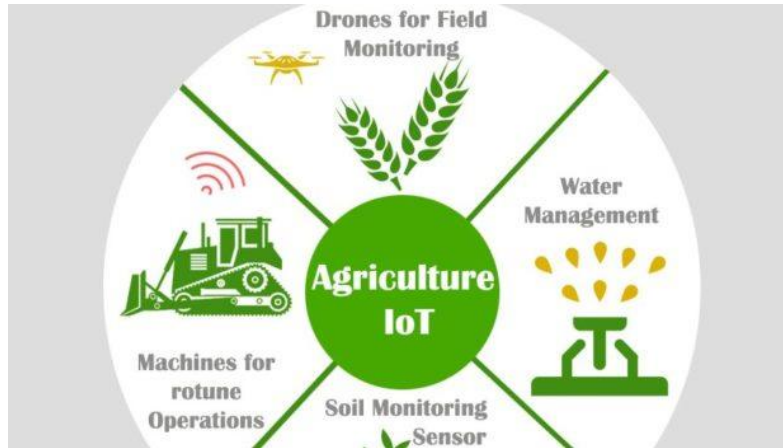 Drones for Field
Monitoring
Water
Management
Agriculture
IoT
Machines for
rotune
Operations
Soil Monitoring
Sensor